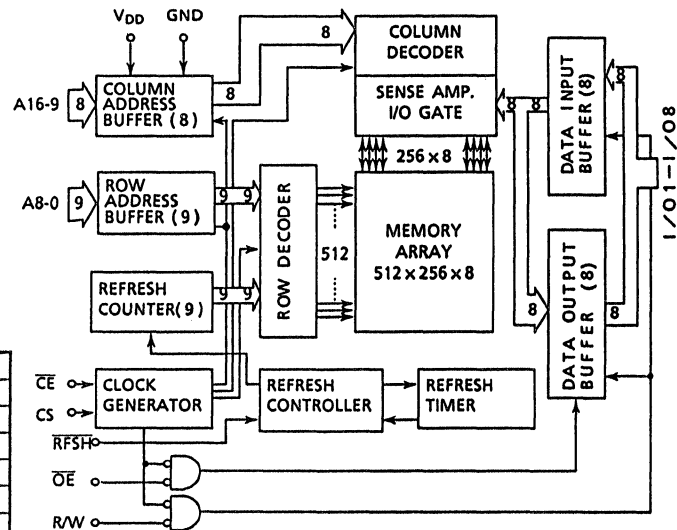 VDD GND
A16-9 8
COLUMN
ADDRESS
BUFFER (8)
8
8
COLUMN
DECODER
SENSE AMP.
I/O GATE
8 8
DATA INPUT
BUFFER (8)
8
I/O1-I/O8
256 x 8
A8-0 9
ROW
ADDRESS
BUFFER (9)
9 9
ROW DECODER
512
MEMORY
ARRAY
512 x 256 x 8
REFRESH
COUNTER(9)
9 9
8
DATA OUTPUT
BUFFER (8)
8
C̅E̅
CS
CLOCK
GENERATOR
REFRESH
CONTROLLER
REFRESH
TIMER
R̅F̅S̅H̅
O̅E̅
R/W